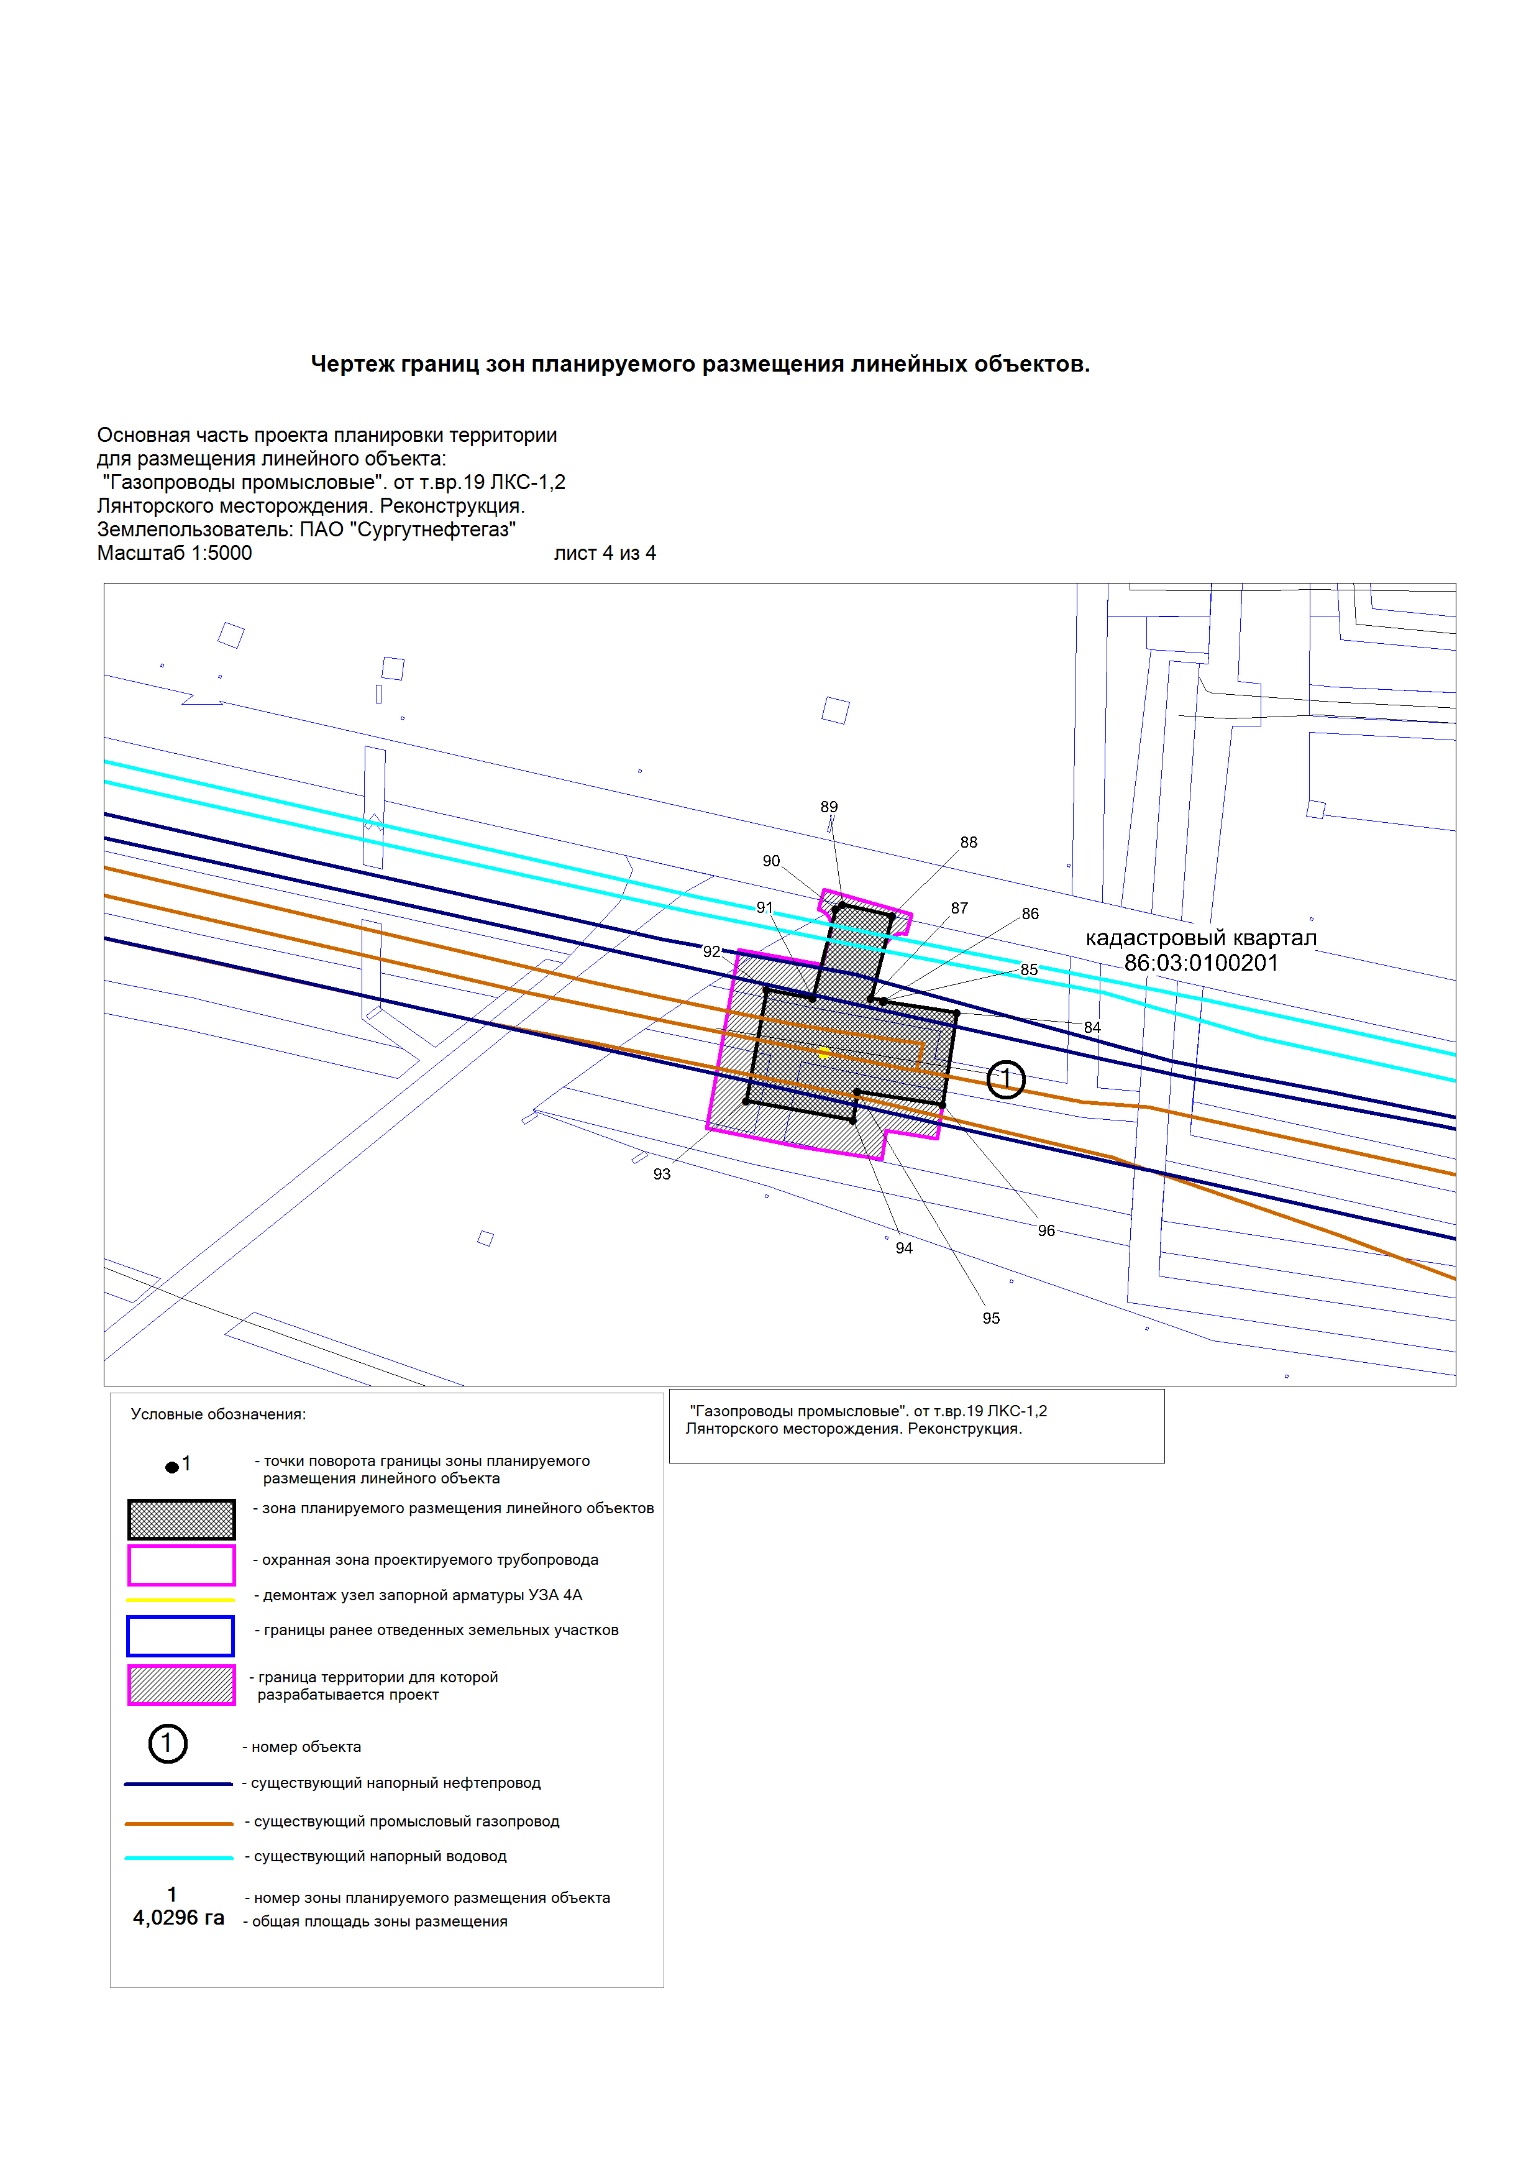 Чертеж границ зон планируемого размещения линейных объектов.
Основная часть проекта планировки территории
для размещения линейного объекта:
"Газопроводы промысловые". от т.вр.19 ЛКС-1,2
Лянторского месторождения. Реконструкция.
Землепользователь: ПАО "Сургутнефтегаз"
Масштаб 1:5000 лист 4 из 4
89
88
90
91
87
86
92
кадастровый квартал
86:03:0100201
85
84
1
93
96
94
95
Условные обозначения:
1 - точки поворота границы зоны планируемого
размещения линейного объекта
- зона планируемого размещения линейного объектов
- охранная зона проектируемого трубопровода
- демонтаж узел запорной арматуры УЗА 4А
- границы ранее отведенных земельных участков
- граница территории для которой
разрабатывается проект
1 - номер объекта
- существующий напорный нефтепровод
- существующий промысловый газопровод
- существующий напорный водовод
1 - номер зоны планируемого размещения объекта
4,0296 га - общая площадь зоны размещения
"Газопроводы промысловые". от т.вр.19 ЛКС-1,2
Лянторского месторождения. Реконструкция.